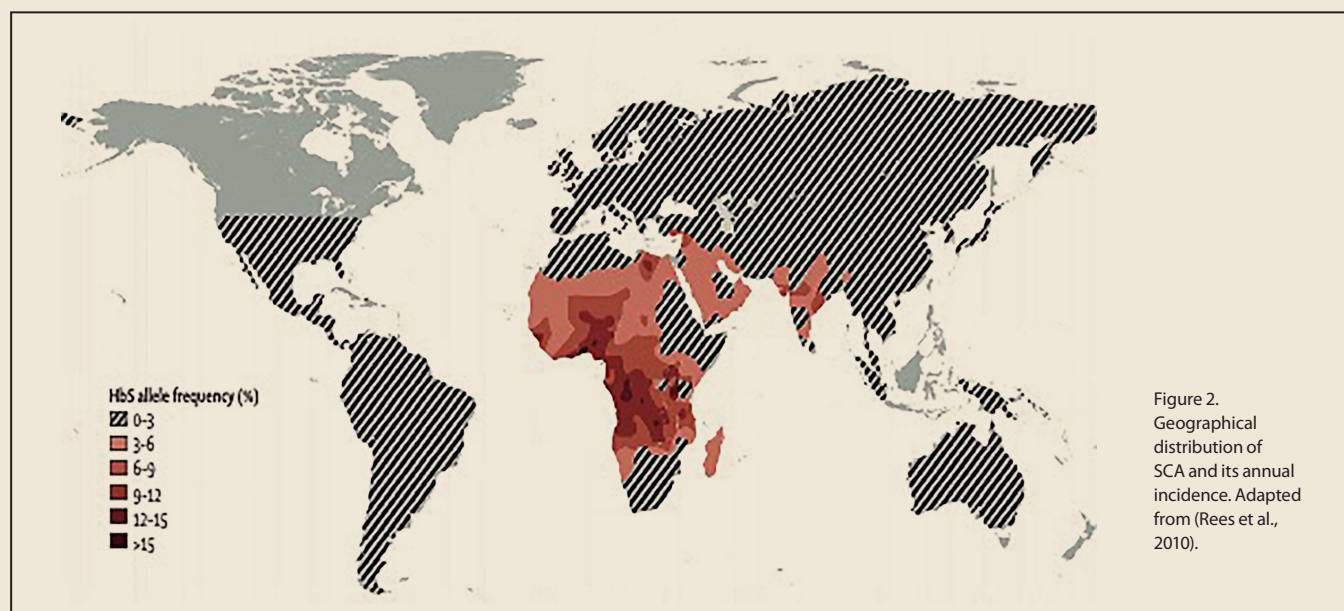 HbS allele frequency (%)
0-3
3-6
6-9
9-12
12-15
>15
Figure 2.
Geographical
distribution of
SCA and its annual
incidence. Adapted
from (Rees et al.,
2010).